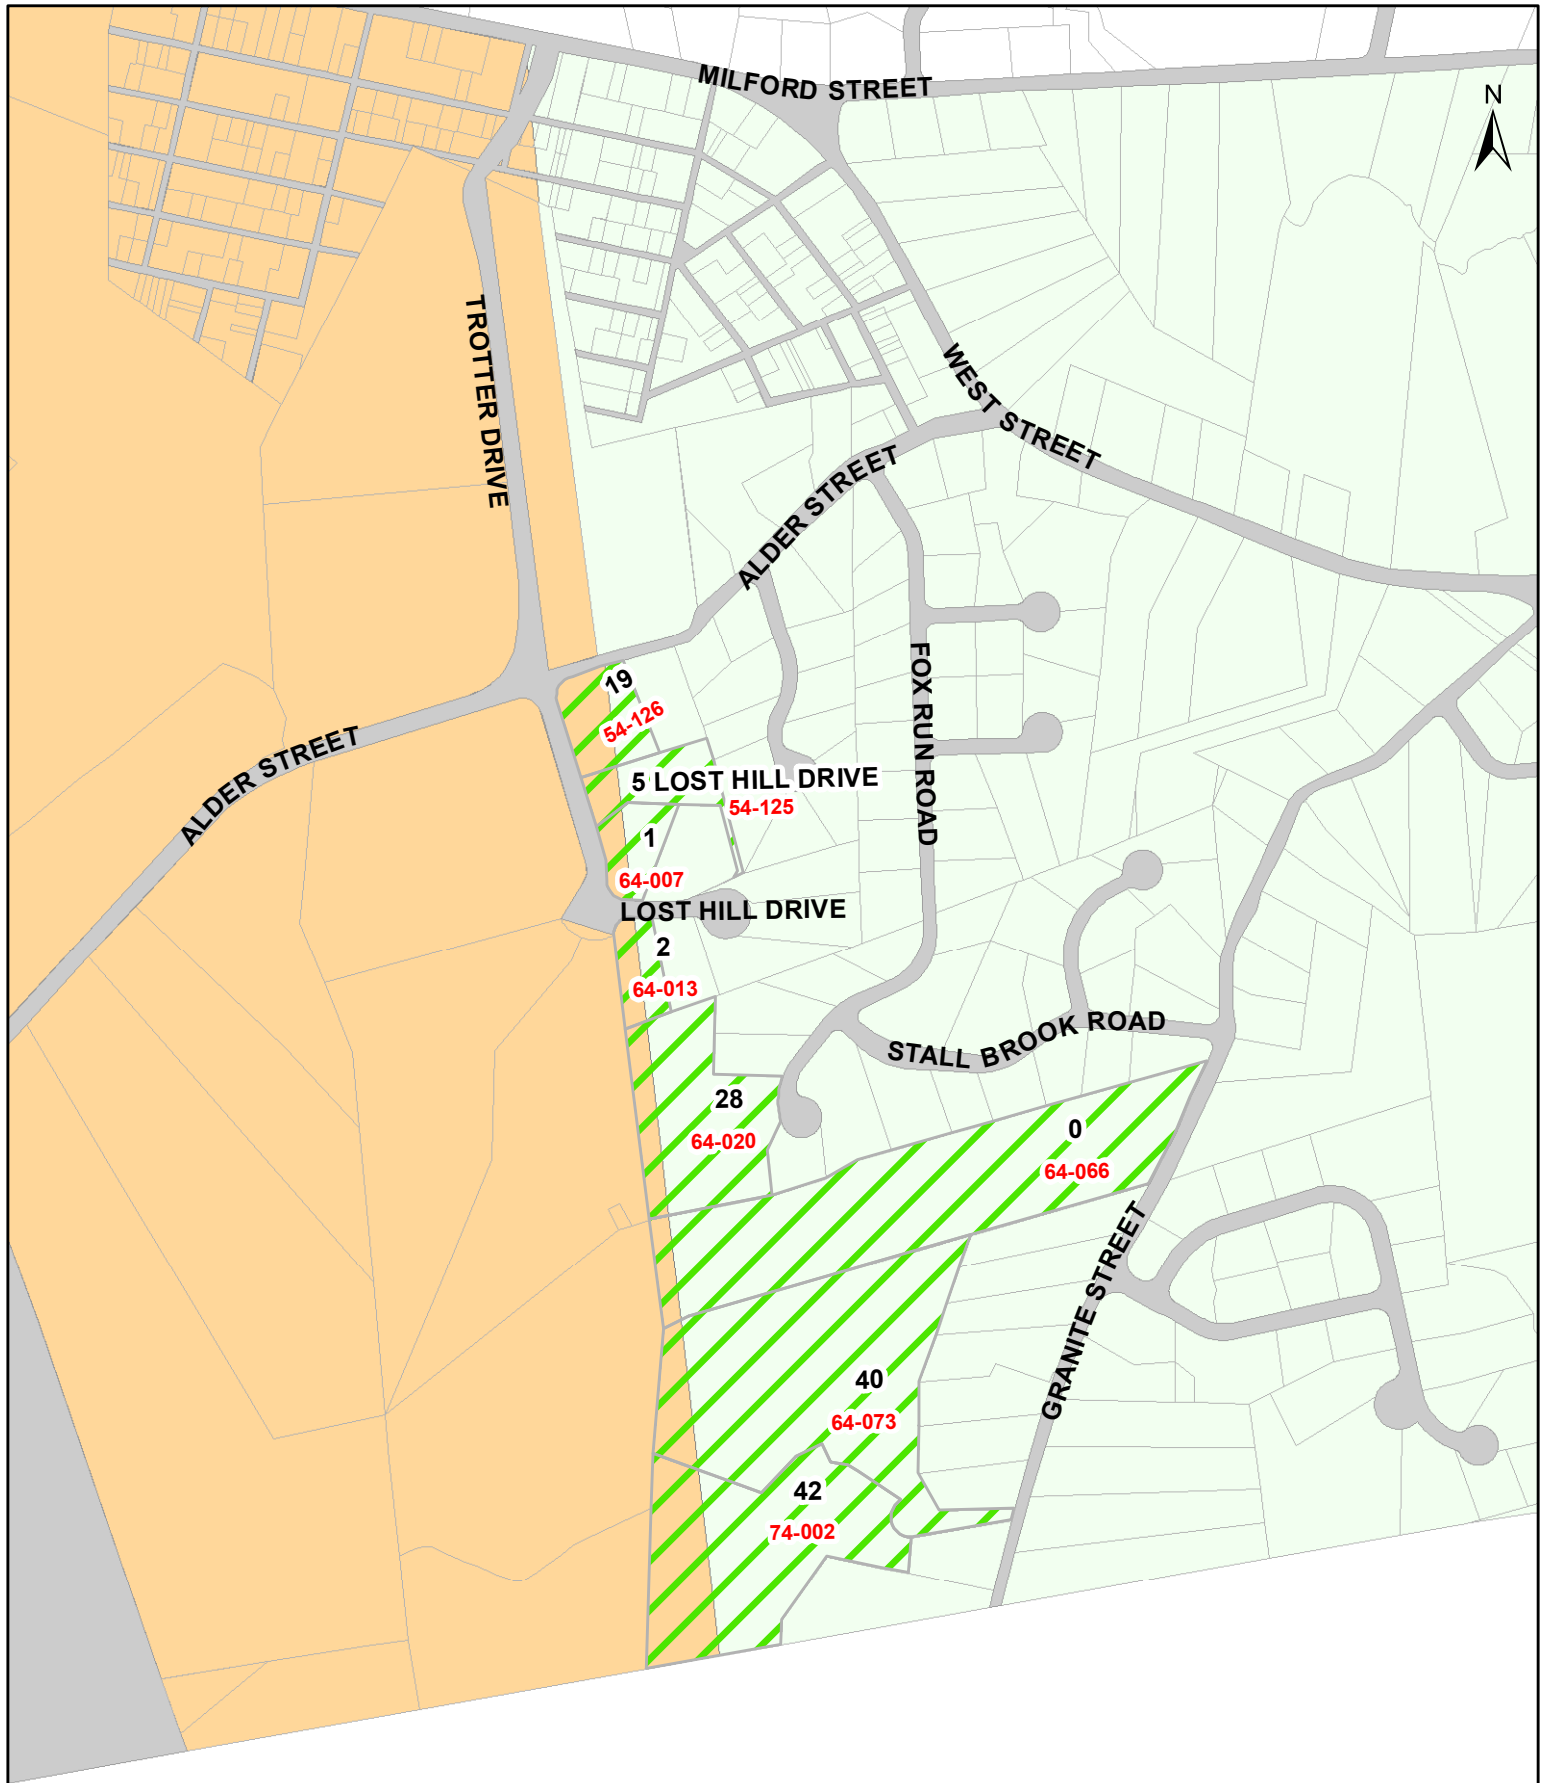 MILFORD STREET
N
TROTTER DRIVE
WEST STREET
ALDER STREET
FOX RUN ROAD
19
54-126
ALDER STREET
5 LOST HILL DRIVE
54-125
1
64-007
LOST HILL DRIVE
2
64-013
STALL BROOK ROAD
28
64-020
0
64-066
GRANITE STREET
40
64-073
42
74-002